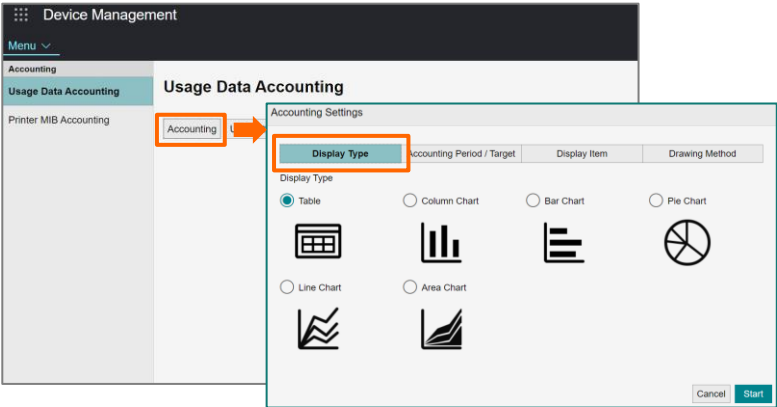 Device Management
Menu
Accounting
Usage Data Accounting
Printer MIB Accounting
Usage Data Accounting
Accounting
Accounting Settings
Display Type Accounting Period / Target Display Item Drawing Method
Display Type
Table Column Chart Bar Chart Pie Chart
Line Chart Area Chart
Cancel Start